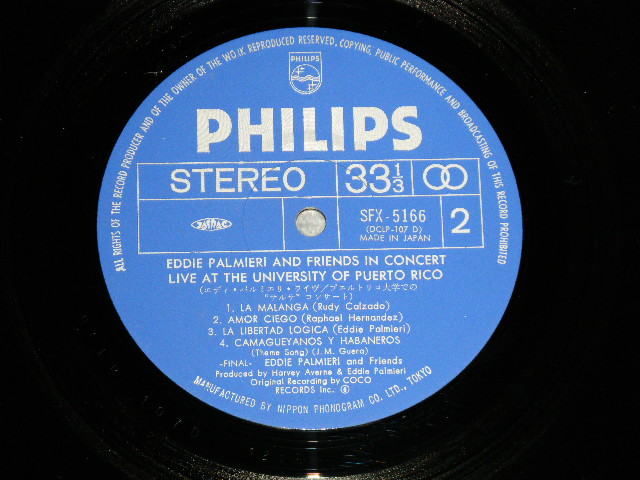 ALL RIGHTS OF THE RECORD PRODUCER AND OF THE OWNER OF THE WORK REPRODUCED RESERVED, COPYING, PUBLIC PERFORMANCE AND BROADCASTING OF THIS RECORD PROHIBITED
PHILIPS
PHILIPS
STEREO 33 1/3
SFX-5166
(DCLP-107 D)
MADE IN JAPAN
2
EDDIE PALMIERI AND FRIENDS IN CONCERT
LIVE AT THE UNIVERSITY OF PUERTO RICO
(エディ・パルミエリ・ライヴ/プエルトリコ大学での
"サルサ" コンサート)
1. LA MALANGA (Rudy Calzado)
2. AMOR CIEGO (Raphael Hernandez)
3. LA LIBERTAD LOGICA (Eddie Palmieri)
4. CAMAGUEYANOS Y HABANEROS
(Theme Song) (J. M. Guera)
-FINAL- EDDIE PALMIERI and Friends
Produced by Harvey Averne & Eddie Palmieri
Original Recording by COCO
RECORDS Inc. Ⓟ
MANUFACTURED BY NIPPON PHONOGRAM CO., LTD., TOKYO